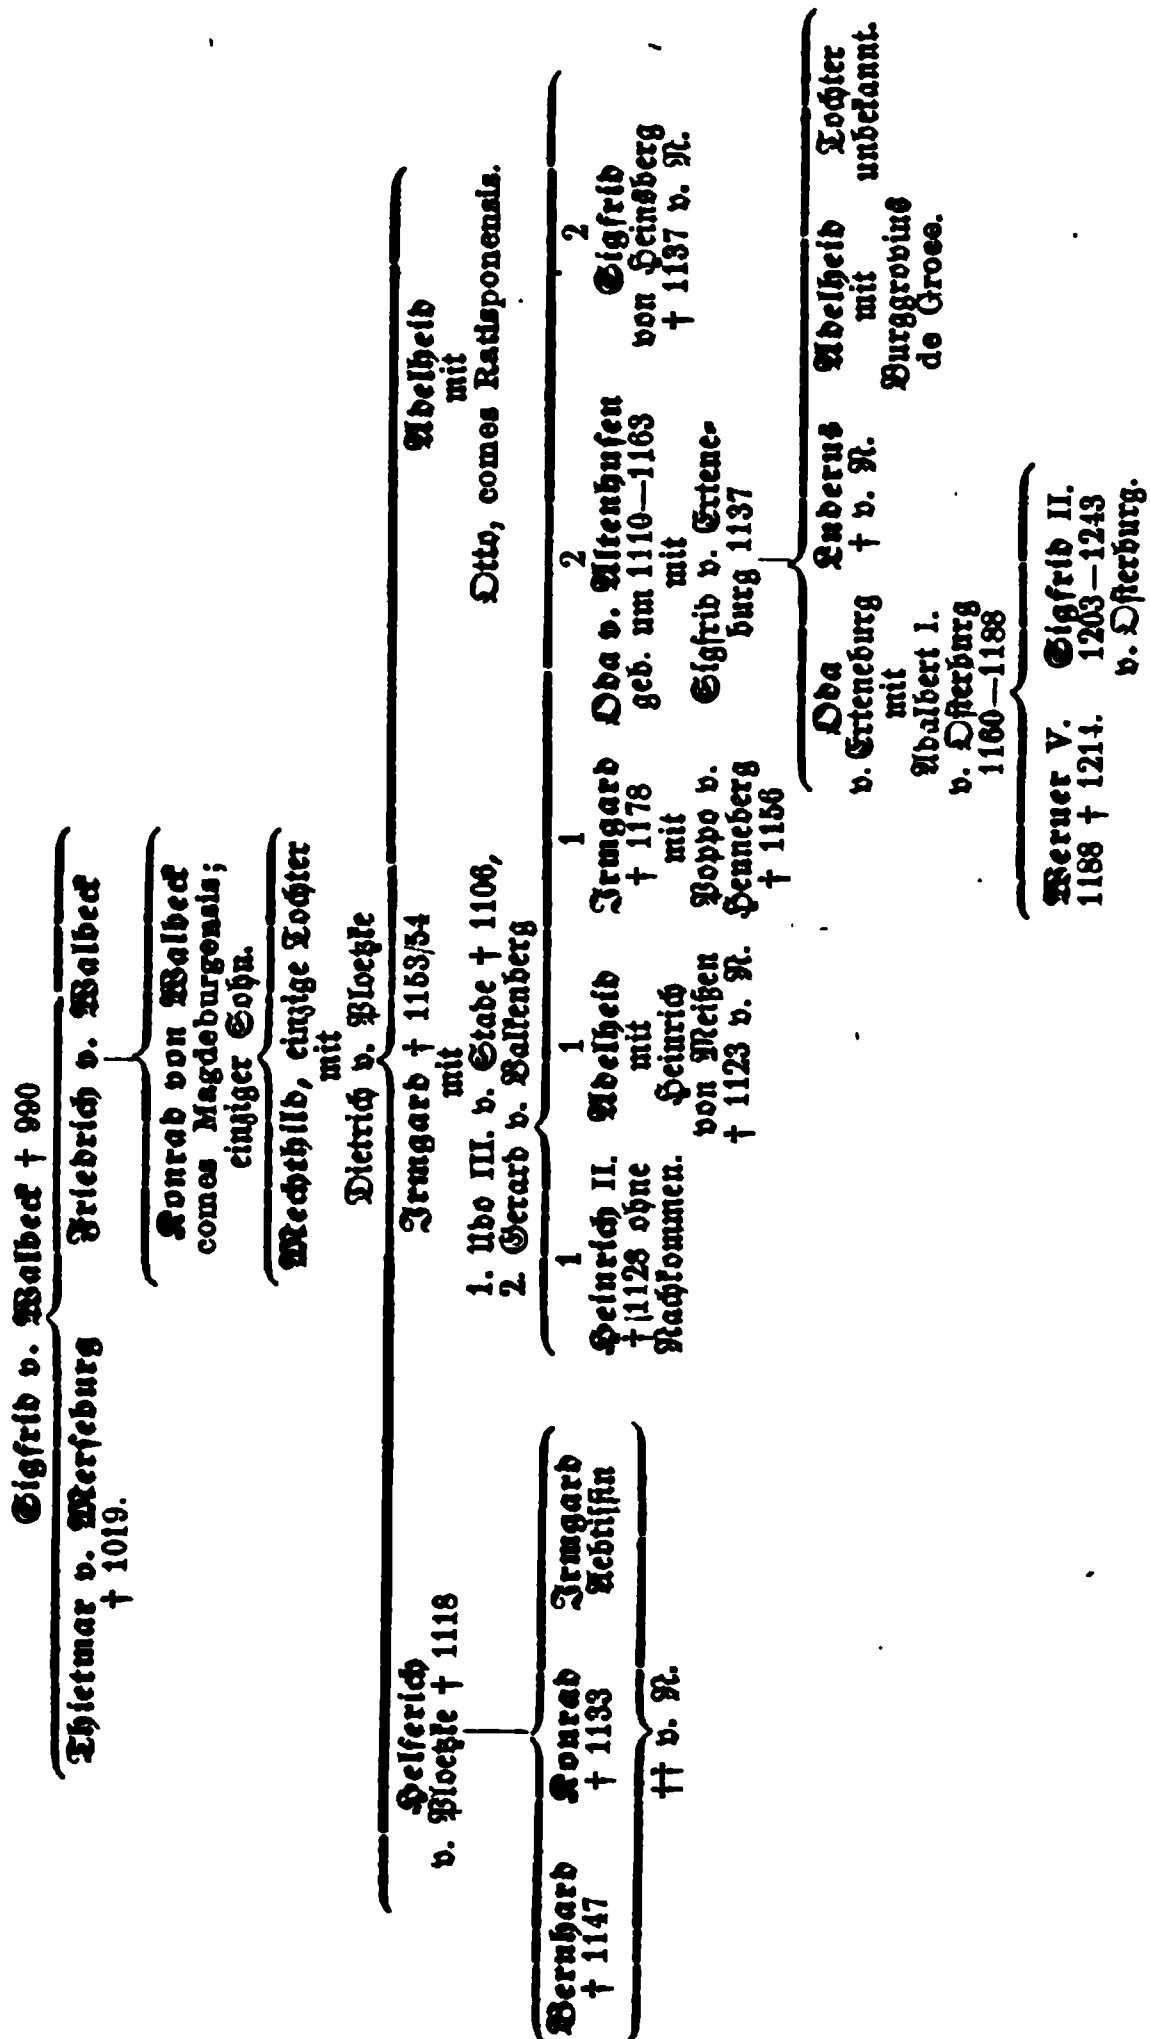 Sigfrid v. Walbeck † 990
Thietmar v. Merseburg
† 1019.
Friedrich v. Walbeck
Konrad von Walbeck
comes Magdeburgensis;
einziger Sohn.
Mechthild, einzige Tochter
mit
Dietrich v. Ploetzke
Helferich
v. Ploetzke † 1118
Irmgard † 1153/54
mit
1. Udo III. v. Stade † 1106,
2. Gerard v. Valkenberg
Adelheid
mit
Otto, comes Ratisponensis.
Bernhard
† 1147
Konrad
† 1133
Irmgard
Aebtissin
†† v. N.
1
Heinrich II.
† 1128 ohne
Nachkommen.
1
Adelheid
mit
Heinrich
von Meißen
† 1123 v. N.
1
Irmgard
† 1178
mit
Poppo v.
Henneberg
† 1156
2
Oda v. Altenhusen
geb. um 1110—1163
mit
Sigfrid v. Ertene-
burg 1137
2
Sigfrid
von Heinsberg
† 1137 v. N.
Oda
v. Erteneburg
mit
Adalbert I.
v. Osterburg
1160—1188
Luderus
† v. N.
Adelheid
mit
Burggrovius
de Groee.
Tochter
unbekannt.
Werner V.
1188 † 1214.
Sigfrid II.
1203—1243
v. Osterburg.